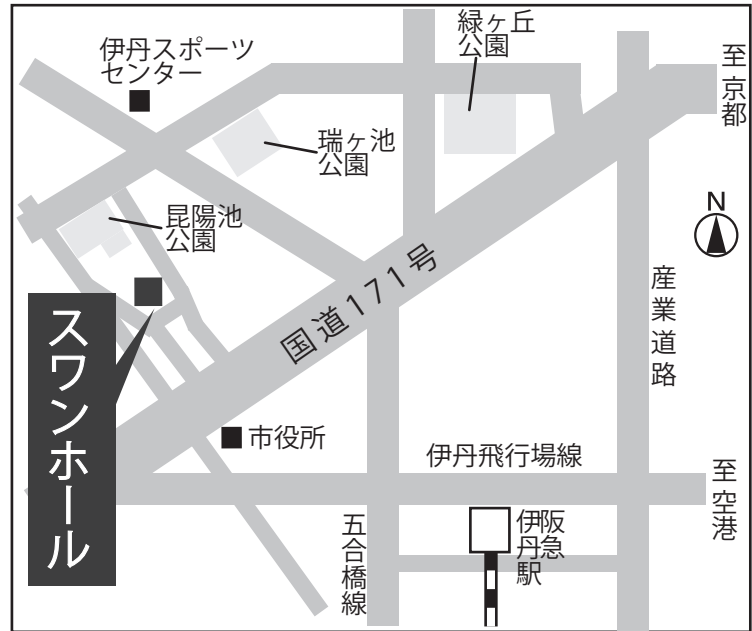 伊丹スポーツ
センター
緑ヶ丘
公園
至京都
瑞ヶ池
公園
昆陽池
公園
N
国道171号
産業道路
スワンホール
市役所
伊丹飛行場線
至空港
五合橋線
阪急
伊丹駅